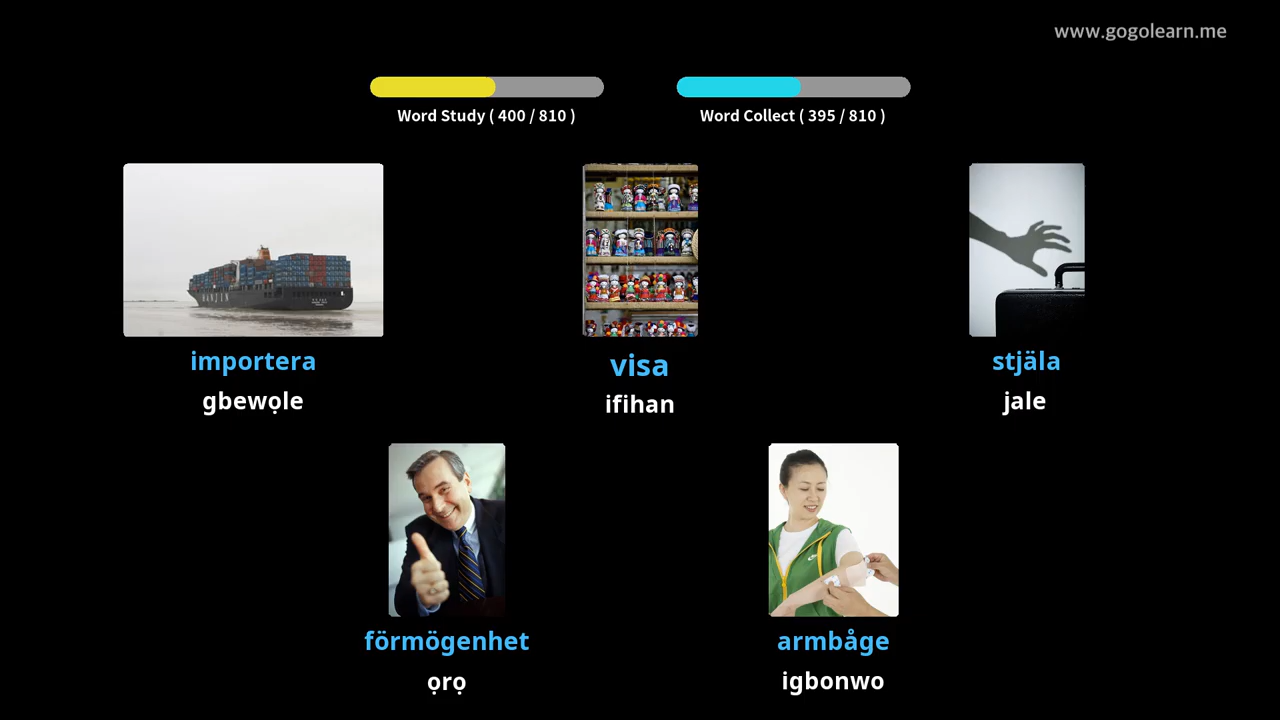 www.gogolearn.me
Word Study ( 400 / 810 )
Word Collect ( 395 / 810 )
importera
gbewọle
visa
ifihan
stjäla
jale
förmögenhet
ọrọ
armbåge
igbonwo